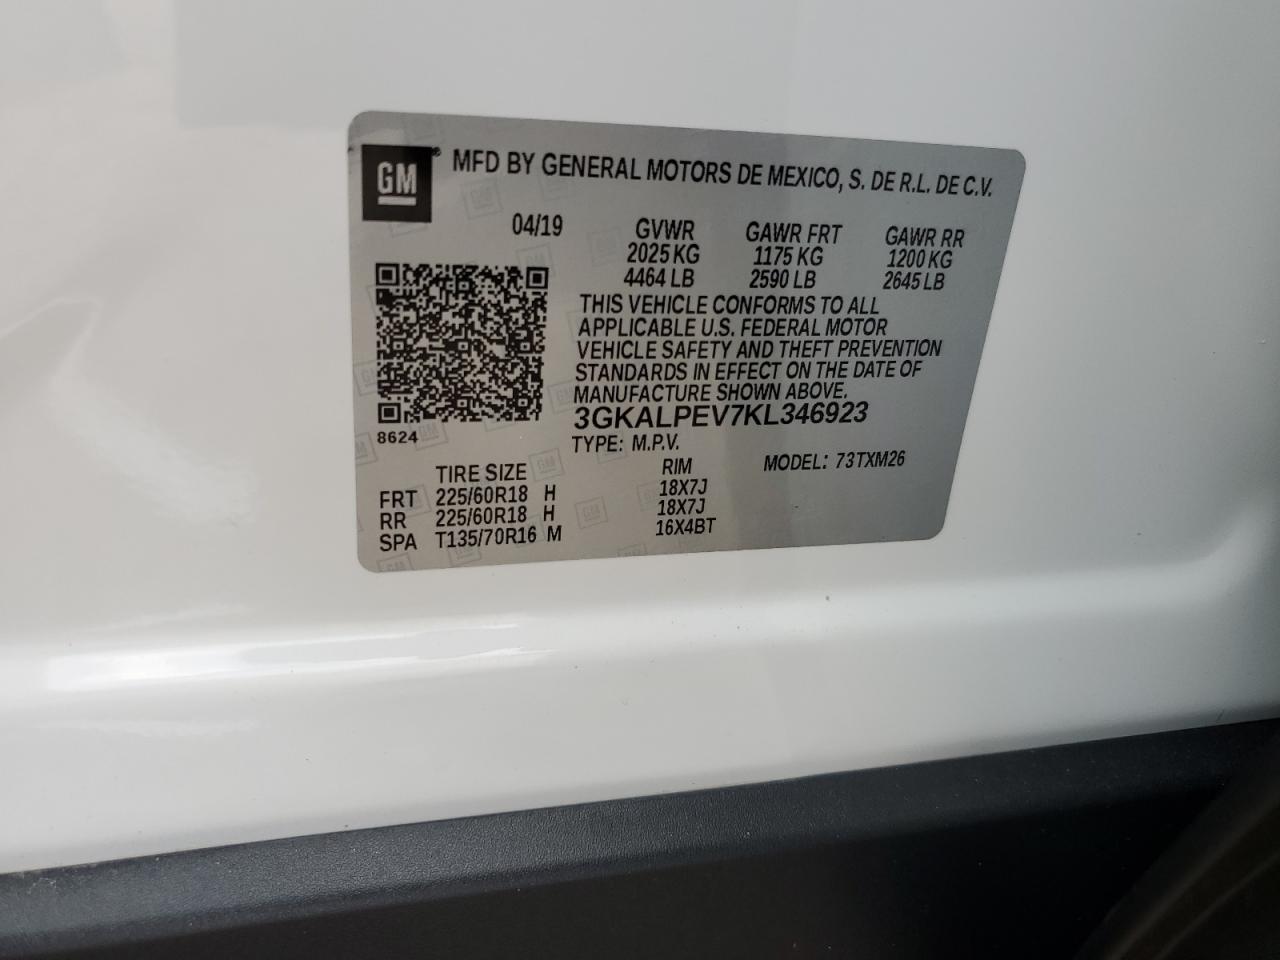 GM
MFD BY GENERAL MOTORS DE MEXICO, S. DE R.L. DE C.V.
04/19 GVWR GAWR FRT GAWR RR
2025 KG 1175 KG 1200 KG
4464 LB 2590 LB 2645 LB
THIS VEHICLE CONFORMS TO ALL
APPLICABLE U.S. FEDERAL MOTOR
VEHICLE SAFETY AND THEFT PREVENTION
STANDARDS IN EFFECT ON THE DATE OF
MANUFACTURE SHOWN ABOVE.
3GKALPEV7KL346923
8624
TYPE: M.P.V. MODEL: 73TXM26
TIRE SIZE RIM
FRT 225/60R18 H 18X7J
RR 225/60R18 H 18X7J
SPA T135/70R16 M 16X4BT